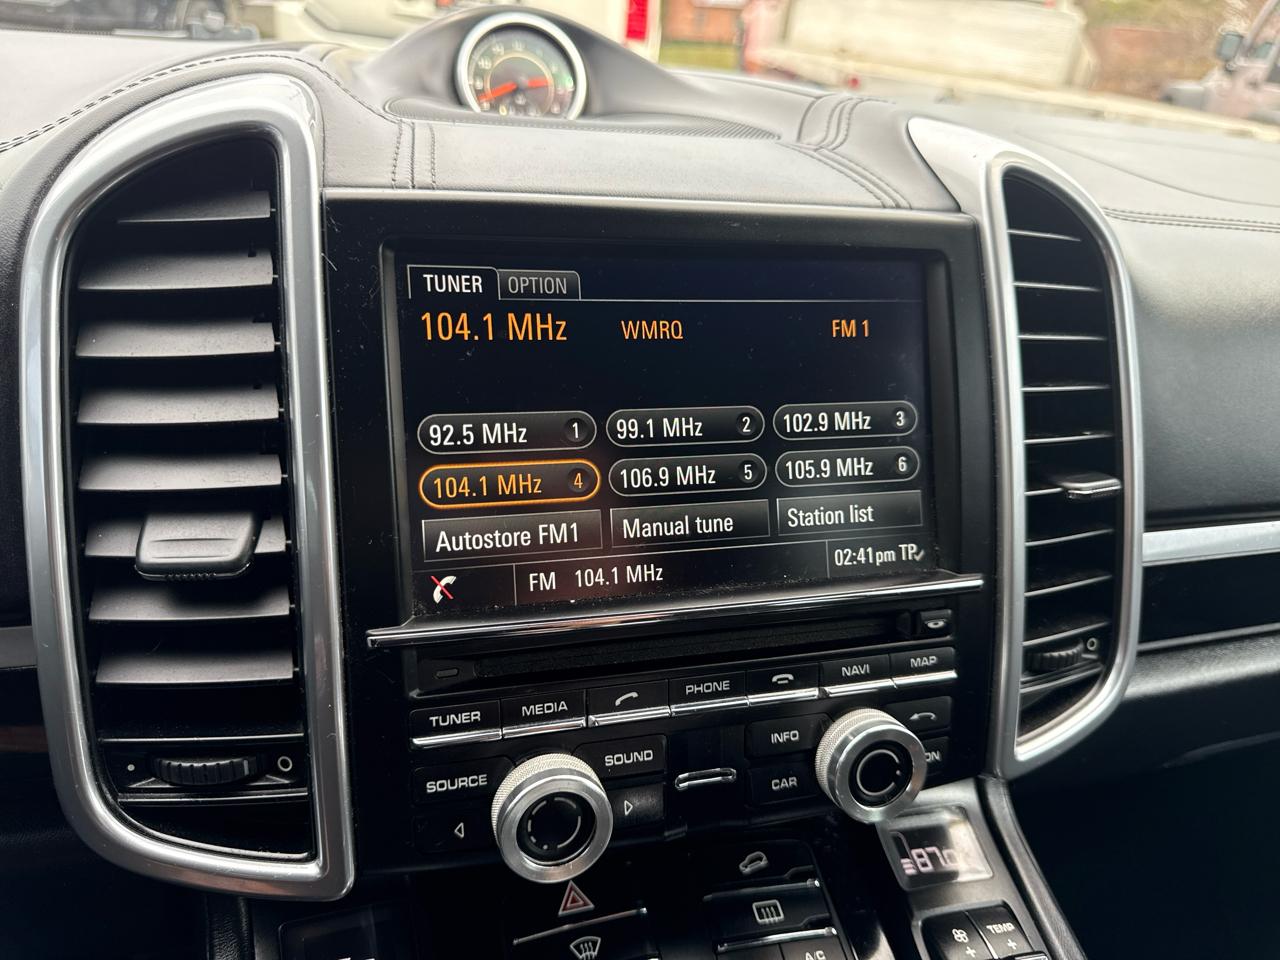 TUNER OPTION
104.1 MHz WMRQ FM 1
92.5 MHz 1 99.1 MHz 2 102.9 MHz 3
104.1 MHz 4 106.9 MHz 5 105.9 MHz 6
Autostore FM1 Manual tune Station list
FM 104.1 MHz 02:41pm TP
TUNER MEDIA PHONE NAVI MAP
SOURCE SOUND INFO
CAR
TEMP
A/C